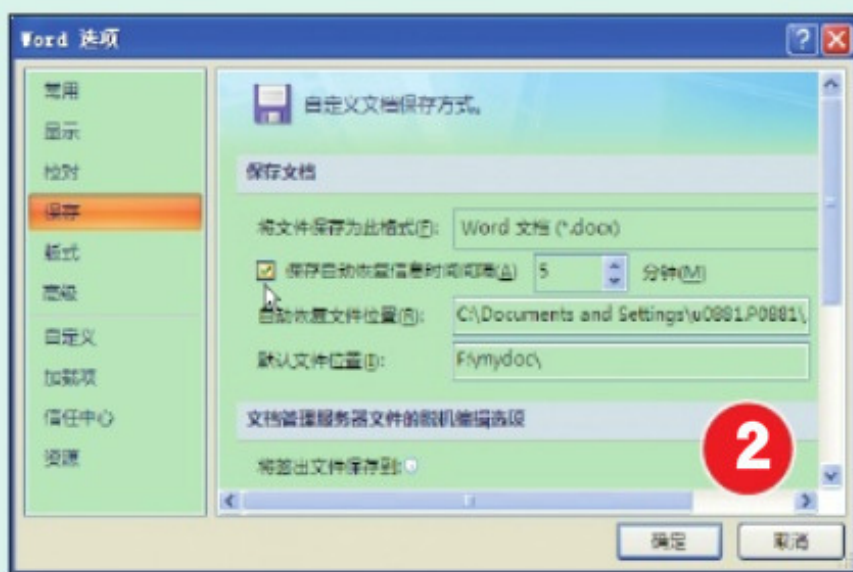 Word 选项
常用
显示
校对
保存
版式
高级
自定义
加载项
信任中心
资源
自定义文档保存方式。
保存文档
将文件保存为此格式(F): Word 文档 (*.docx)
保存自动恢复信息时间间隔(A) 5 分钟(M)
自动恢复文件位置(R): C:\Documents and Settings\u0881.P0881\
默认文件位置(I): F:\mydoc\
文档管理服务器文件的脱机编辑选项
将签出文件保存到:
2
确定 取消